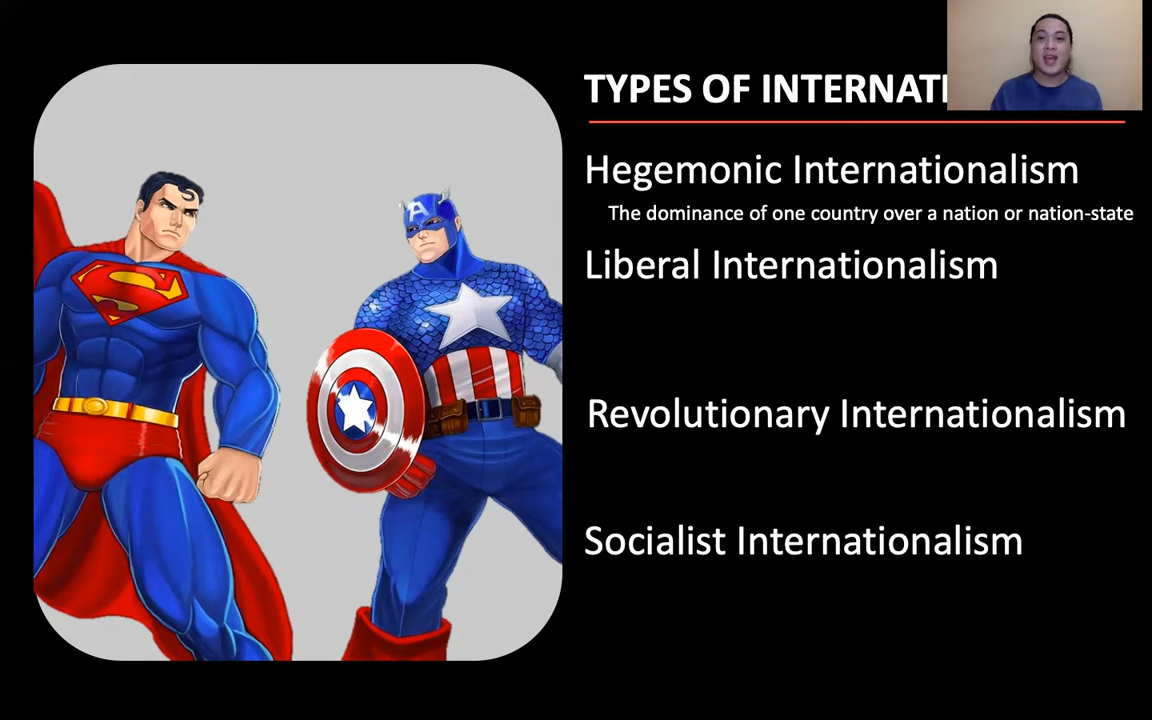 TYPES OF INTERNATI
Hegemonic Internationalism
The dominance of one country over a nation or nation-state
Liberal Internationalism
Revolutionary Internationalism
Socialist Internationalism
S
A